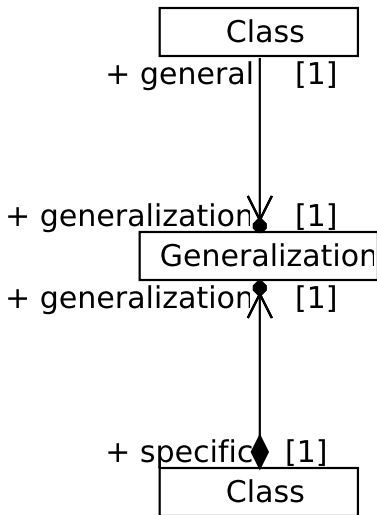 Class
+ general [1]
+ generalization [1]
Generalization
+ generalization [1]
+ specific [1]
Class